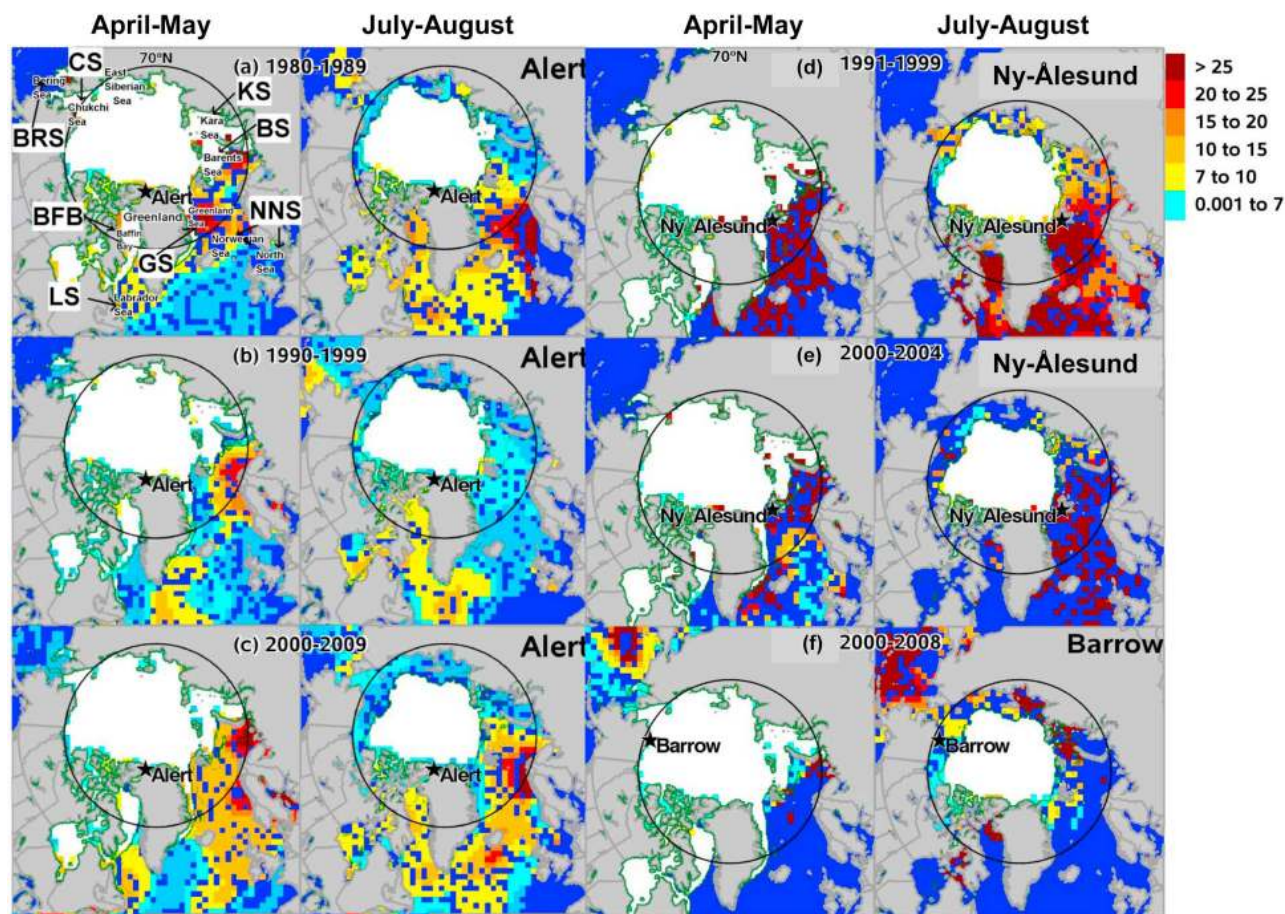 April-May
July-August
April-May
July-August
70°N
(a) 1980-1989
Alert
70°N
(d) 1991-1999
Ny-Ålesund
> 25
20 to 25
15 to 20
10 to 15
7 to 10
0.001 to 7
CS
East
Siberian
Sea
Bering
Sea
Chukchi
Sea
KS
Kara
Sea
BS
BRS
Barents
Sea
Alert
Alert
BFB
Greenland
Greenland
Sea
NNS
Baffin
Bay
Norwegian
Sea
North
Sea
GS
LS
Labrador
Sea
Ny Alesund
Ny Alesund
(b) 1990-1999
Alert
(e) 2000-2004
Ny-Ålesund
Alert
Alert
Ny Alesund
Ny Alesund
(c) 2000-2009
Alert
(f) 2000-2008
Barrow
Alert
Alert
Barrow
Barrow